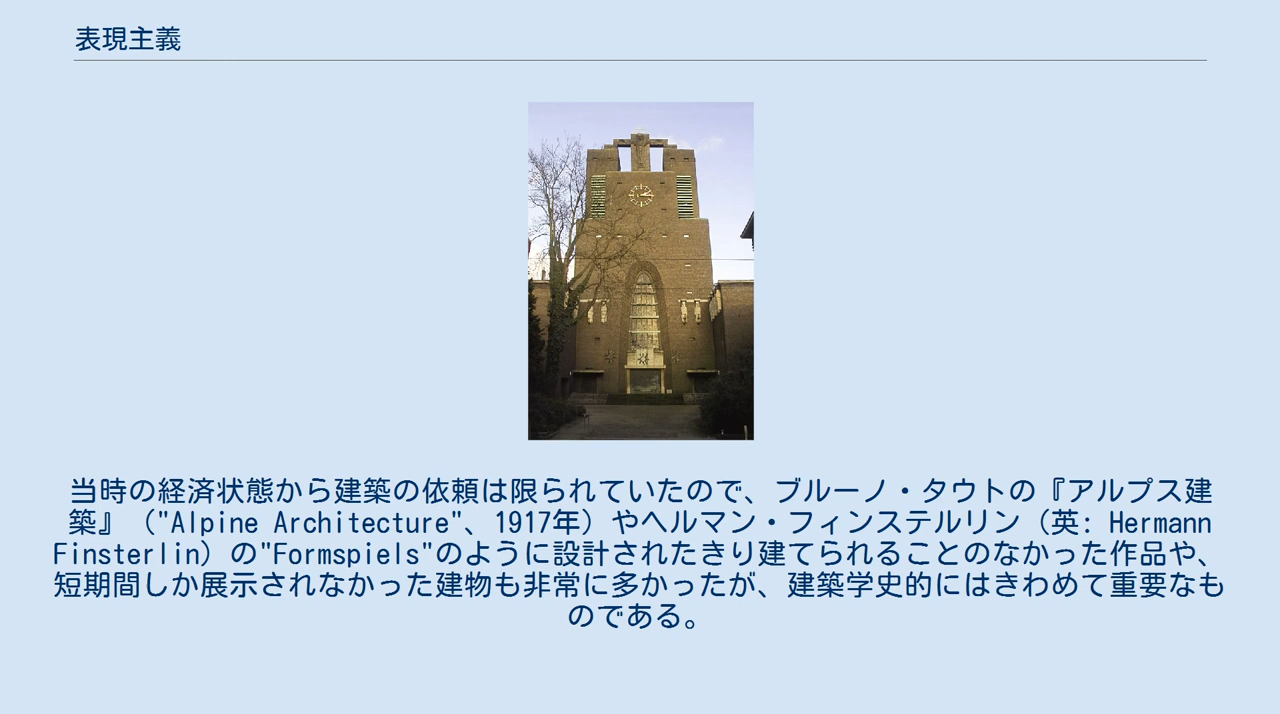 表現主義
当時の経済状態から建築の依頼は限られていたので、ブルーノ・タウトの『アルプス建
築』（"Alpine Architecture"、1917年）やヘルマン・フィンステルリン（英: Hermann
Finsterlin）の"Formspiels"のように設計されたきり建てられることのなかった作品や、
短期間しか展示されなかった建物も非常に多かったが、建築学史的にはきわめて重要なも
のである。